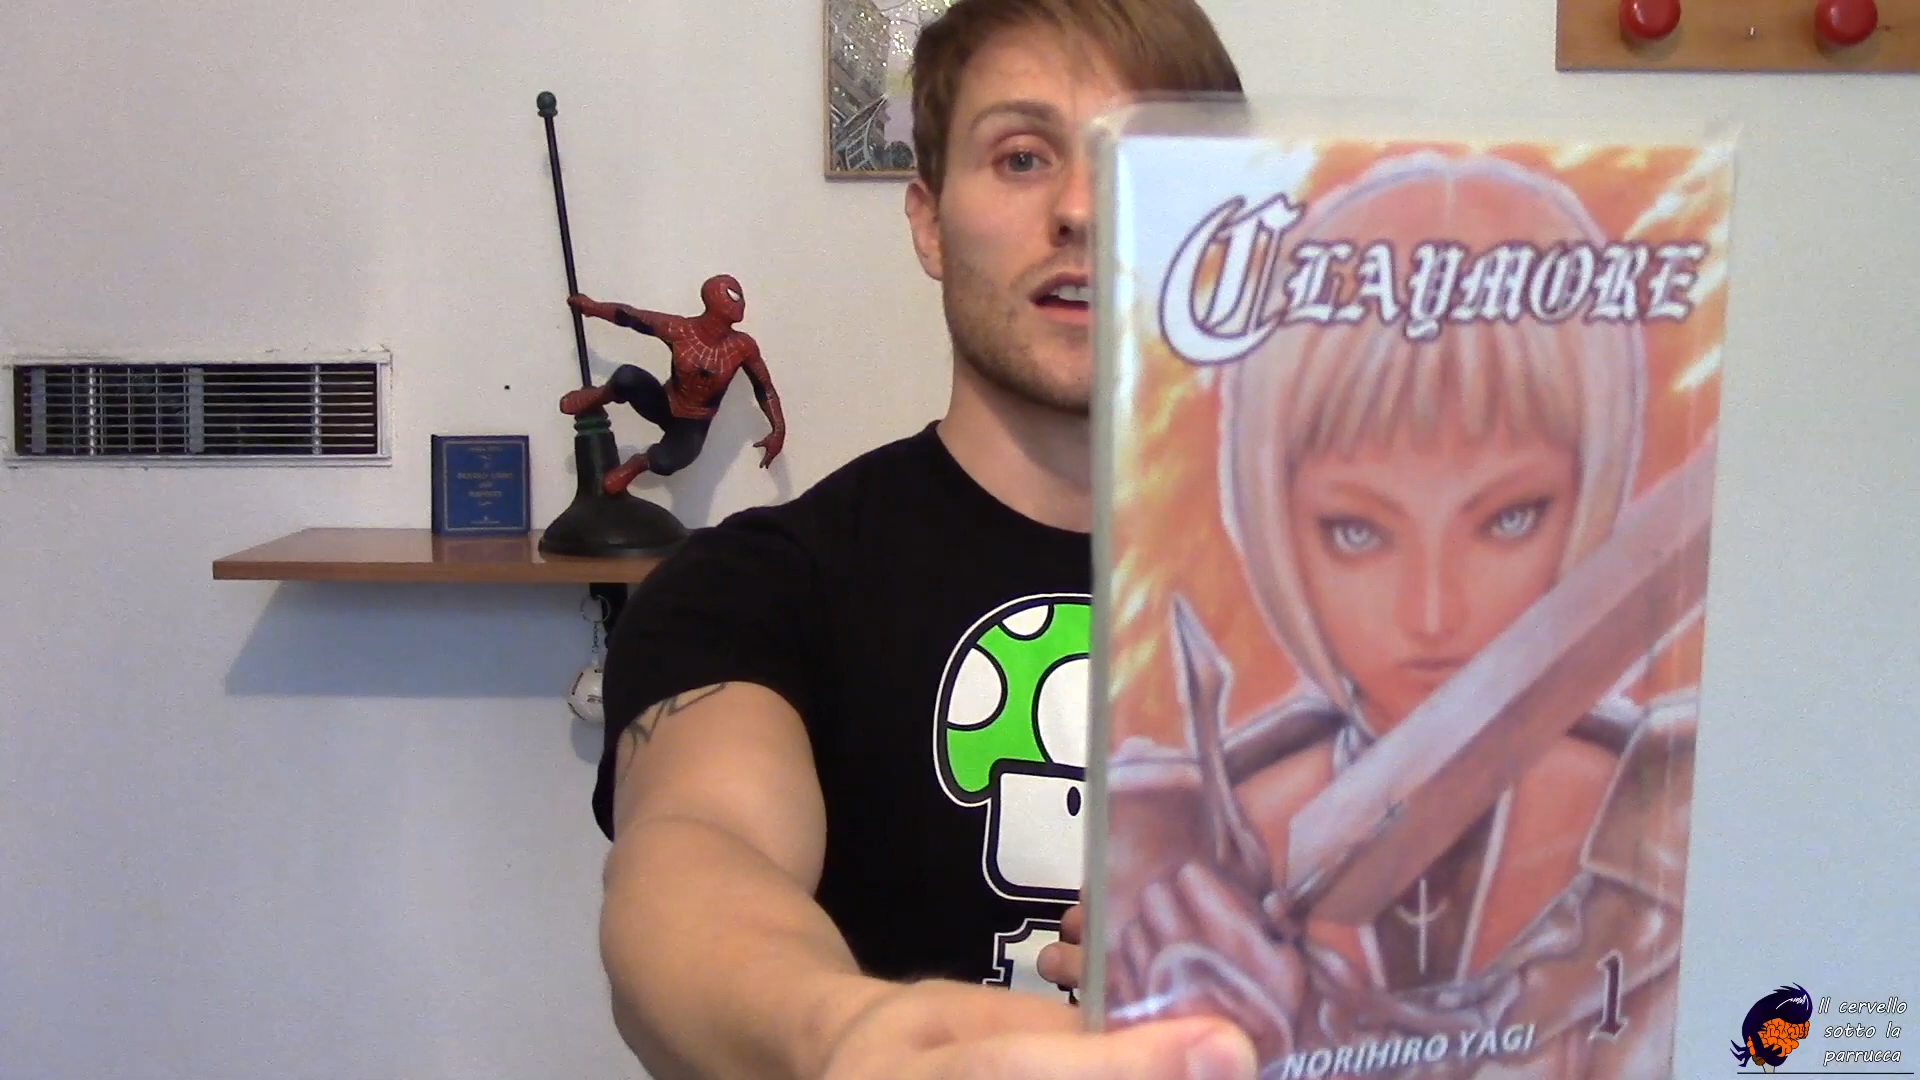 CLAYMORE
1
NORIHIRO YAGI
Il cervello
sotto la
parrucca